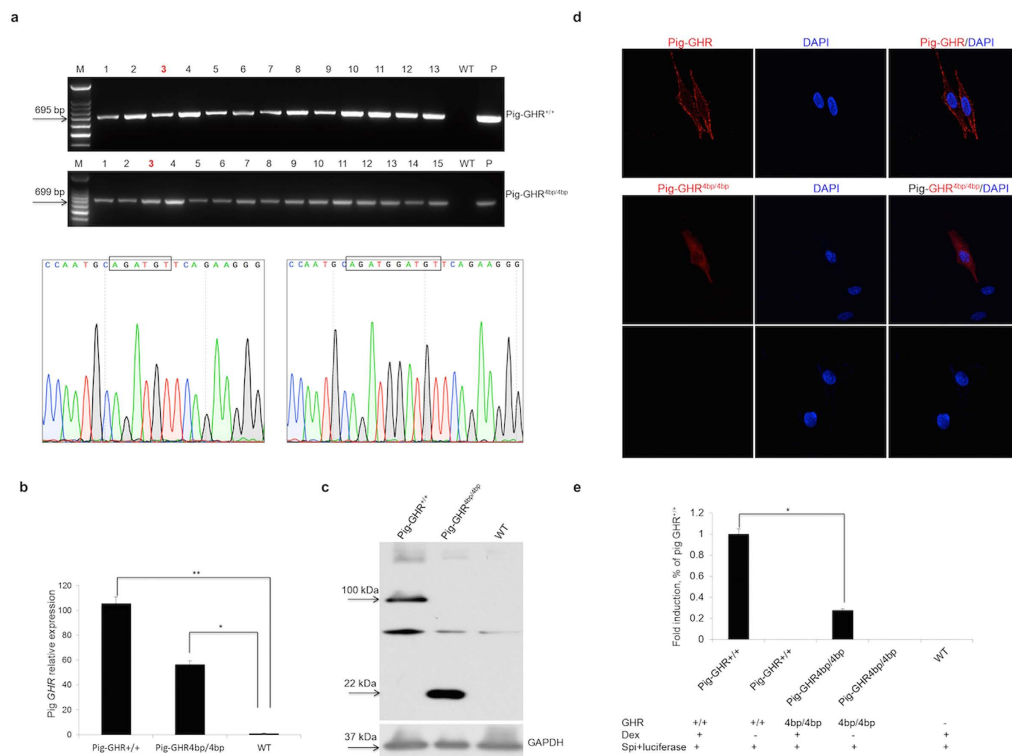 a
M 1 2 3 4 5 6 7 8 9 10 11 12 13 WT P
695 bp
Pig-GHR+/+
M 1 2 3 4 5 6 7 8 9 10 11 12 13 14 15 WT P
699 bp
Pig-GHR4bp/4bp
C C A A T G C A G A T G T T C A G A A G G G
C C A A T G C A G A T G G A T G T T C A G A A G G G
b
Pig GHR relative expression
120
100
80
60
40
20
0
**
*
Pig-GHR+/+ Pig-GHR4bp/4bp WT
c
Pig-GHR+/+ Pig-GHR4bp/4bp WT
100 kDa
22 kDa
37 kDa
GAPDH
d
Pig-GHR DAPI Pig-GHR/DAPI
Pig-GHR4bp/4bp DAPI Pig-GHR4bp/4bp/DAPI
e
Fold induction, % of pig GHR+/+
1.2
1
0.8
0.6
0.4
0.2
0
*
Pig-GHR+/+ Pig-GHR+/+ Pig-GHR4bp/4bp Pig-GHR4bp/4bp WT
GHR +/+ -/+ 4bp/4bp 4bp/4bp -
Dex + - + - +
Spi+luciferase + + + + +